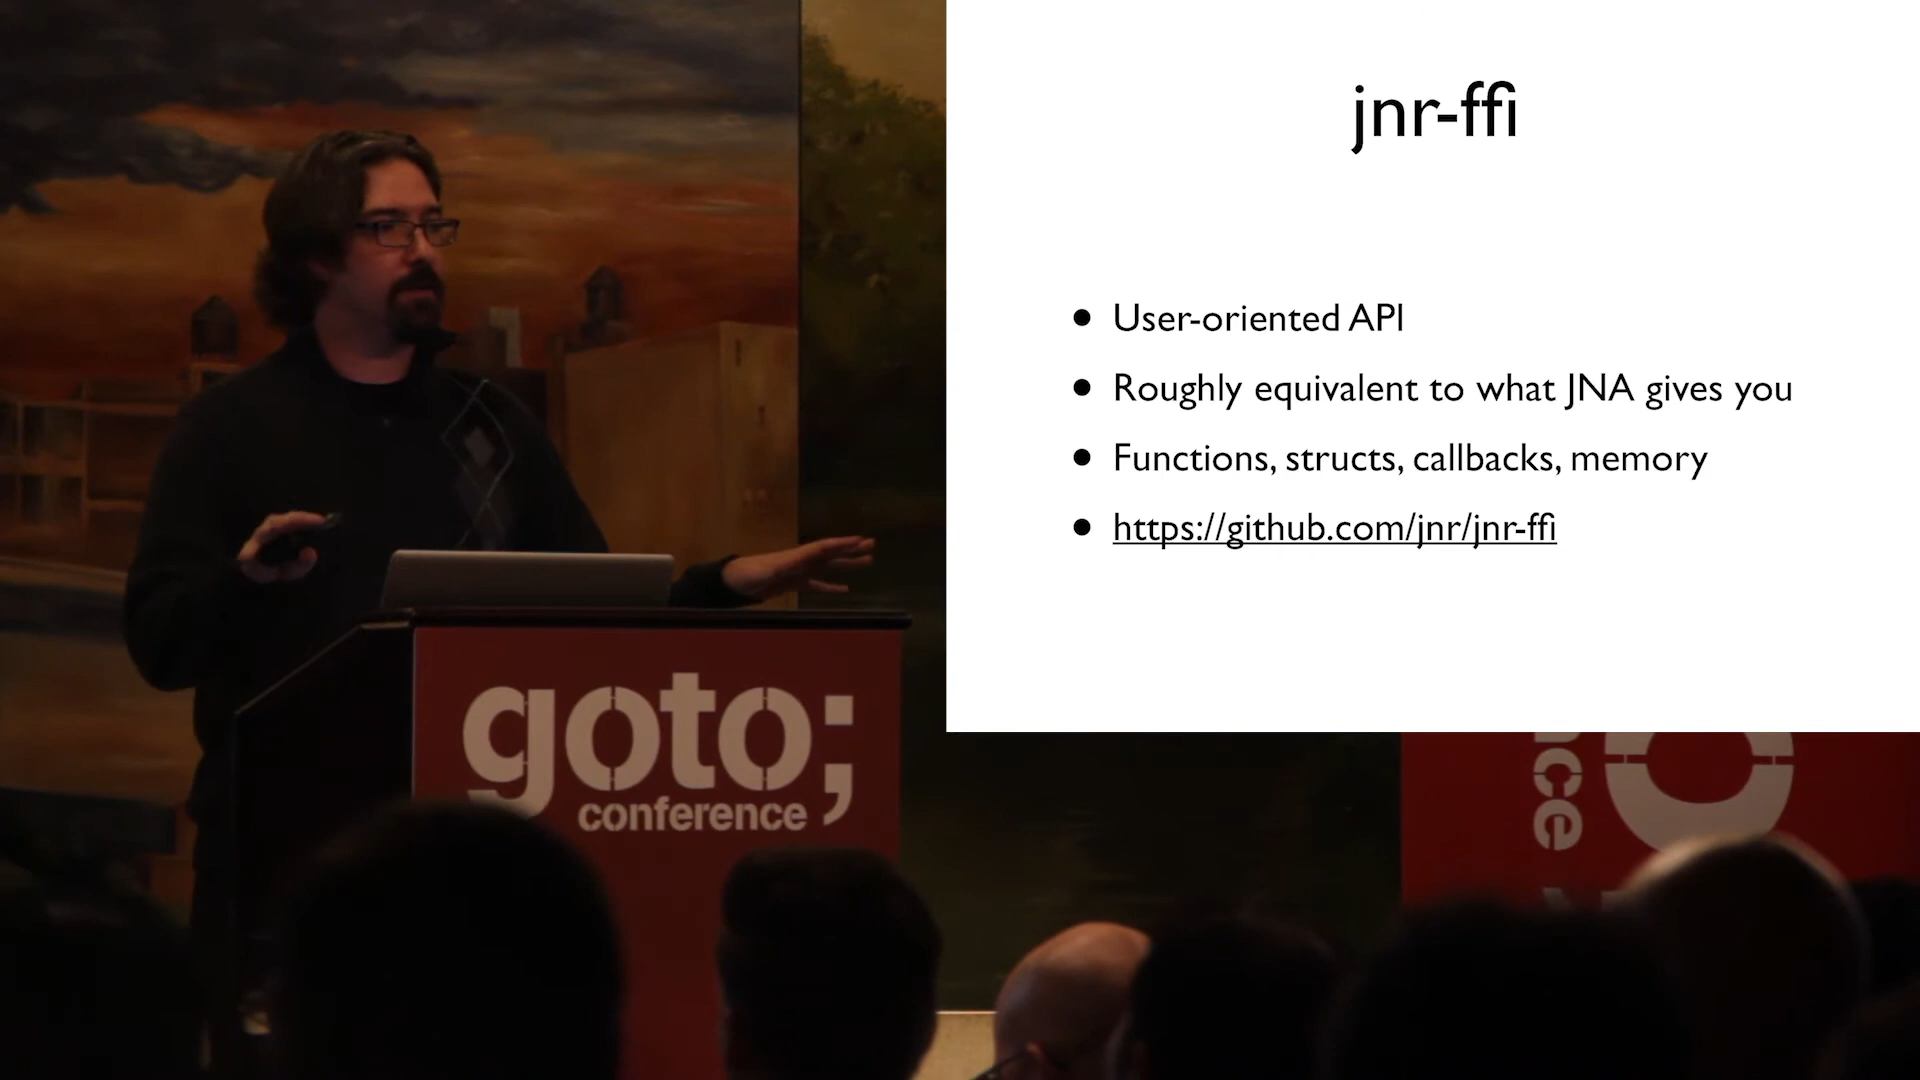 jnr-ffi
• User-oriented API
• Roughly equivalent to what JNA gives you
• Functions, structs, callbacks, memory
• https://github.com/jnr/jnr-ffi
goto;
conference